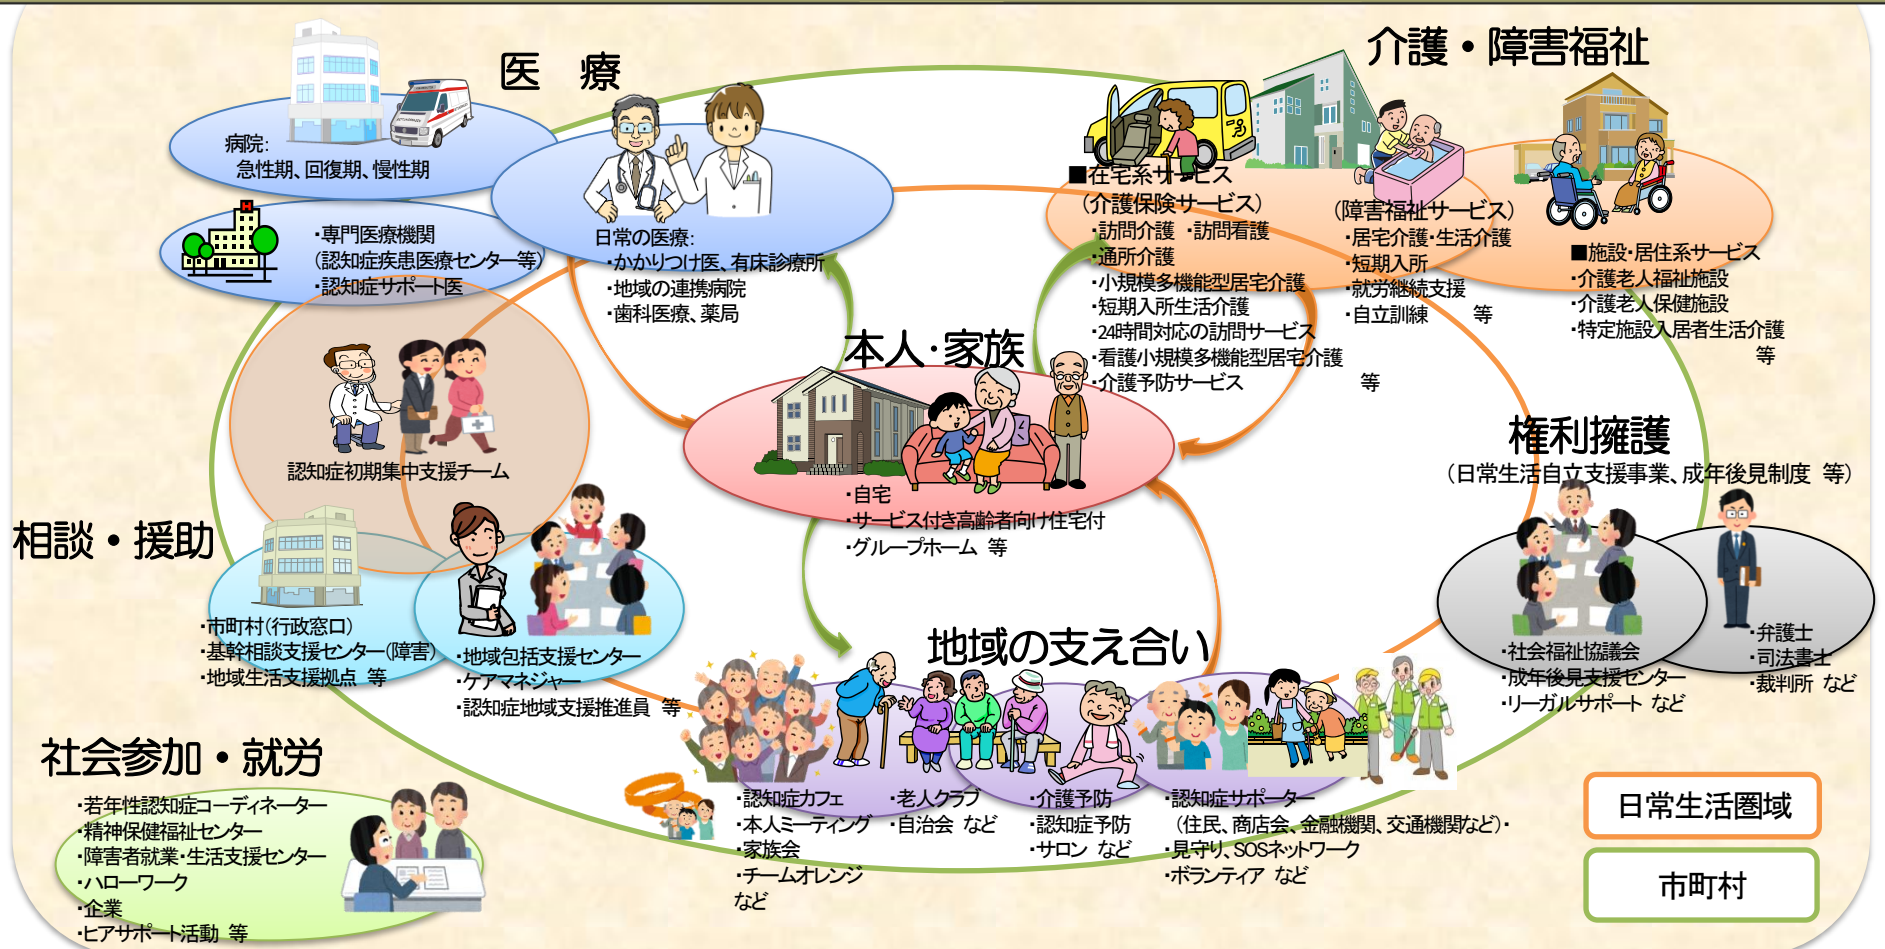 医　療
病院:
急性期、回復期、慢性期
・専門医療機関
(認知症疾患医療センター等)
・認知症サポート医
日常の医療:
・かかりつけ医、有床診療所
・地域の連携病院
・歯科医療、薬局
介護・障害福祉
■在宅系サービス
(介護保険サービス)
・訪問介護 ・訪問看護
・通所介護
・小規模多機能型居宅介護
・短期入所生活介護
・24時間対応の訪問サービス
・看護小規模多機能型居宅介護
・介護予防サービス　等
(障害福祉サービス)
・居宅介護・生活介護
・短期入所
・就労継続支援
・自立訓練　等
■施設・居住系サービス
・介護老人福祉施設
・介護老人保健施設
・特定施設入居者生活介護
等
本人・家族
・自宅
・サービス付き高齢者向け住宅付
・グループホーム 等
認知症初期集中支援チーム
権利擁護
(日常生活自立支援事業、成年後見制度 等)
・社会福祉協議会
・成年後見支援センター
・リーガルサポート など
・弁護士
・司法書士
・裁判所 など
相談・援助
・市町村(行政窓口)
・基幹相談支援センター(障害)
・地域生活支援拠点 等
・地域包括支援センター
・ケアマネジャー
・認知症地域支援推進員 等
地域の支え合い
・認知症カフェ
・本人ミーティング
・家族会
・チームオレンジ
など
・老人クラブ
・自治会 など
・介護予防
・認知症予防
・サロン など
・認知症サポーター
(住民、商店会、金融機関、交通機関など)・
・見守り、SOSネットワーク
・ボランティア など
社会参加・就労
・若年性認知症コーディネーター
・精神保健福祉センター
・障害者就業・生活支援センター
・ハローワーク
・企業
・ピアサポート活動 等
日常生活圏域
市町村